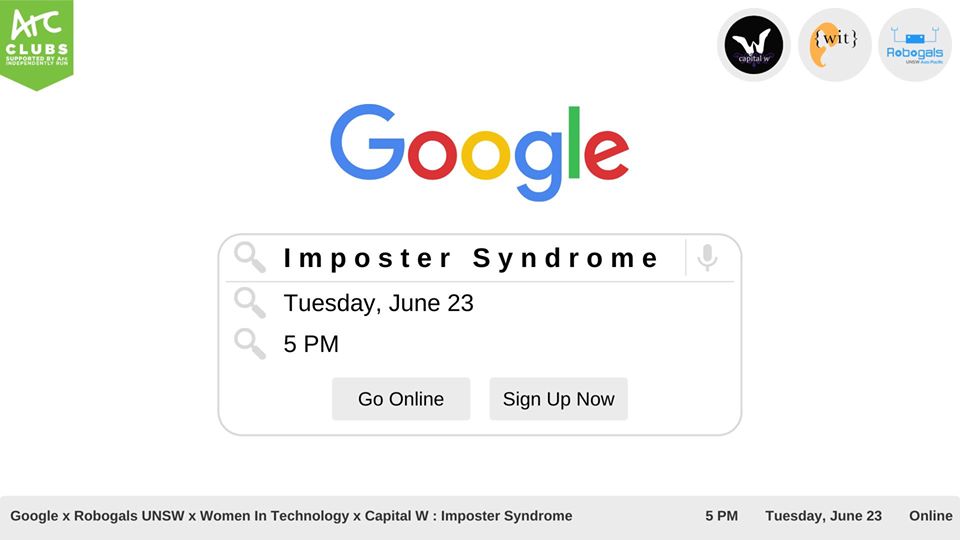 Arc
CLUBS
SUPPORTED BY Arc
INDEPENDENTLY RUN
W
capital w
{wit}
Robogals
UNSW Asia Pacific
Google
Imposter Syndrome
Tuesday, June 23
5 PM
Go Online
Sign Up Now
Google x Robogals UNSW x Women In Technology x Capital W : Imposter Syndrome
5 PM
Tuesday, June 23
Online